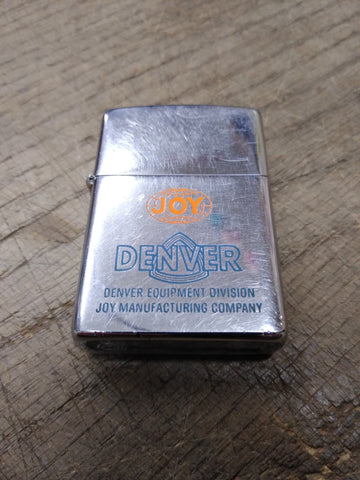 JOY
DENVER
DENVER EQUIPMENT DIVISION
JOY MANUFACTURING COMPANY